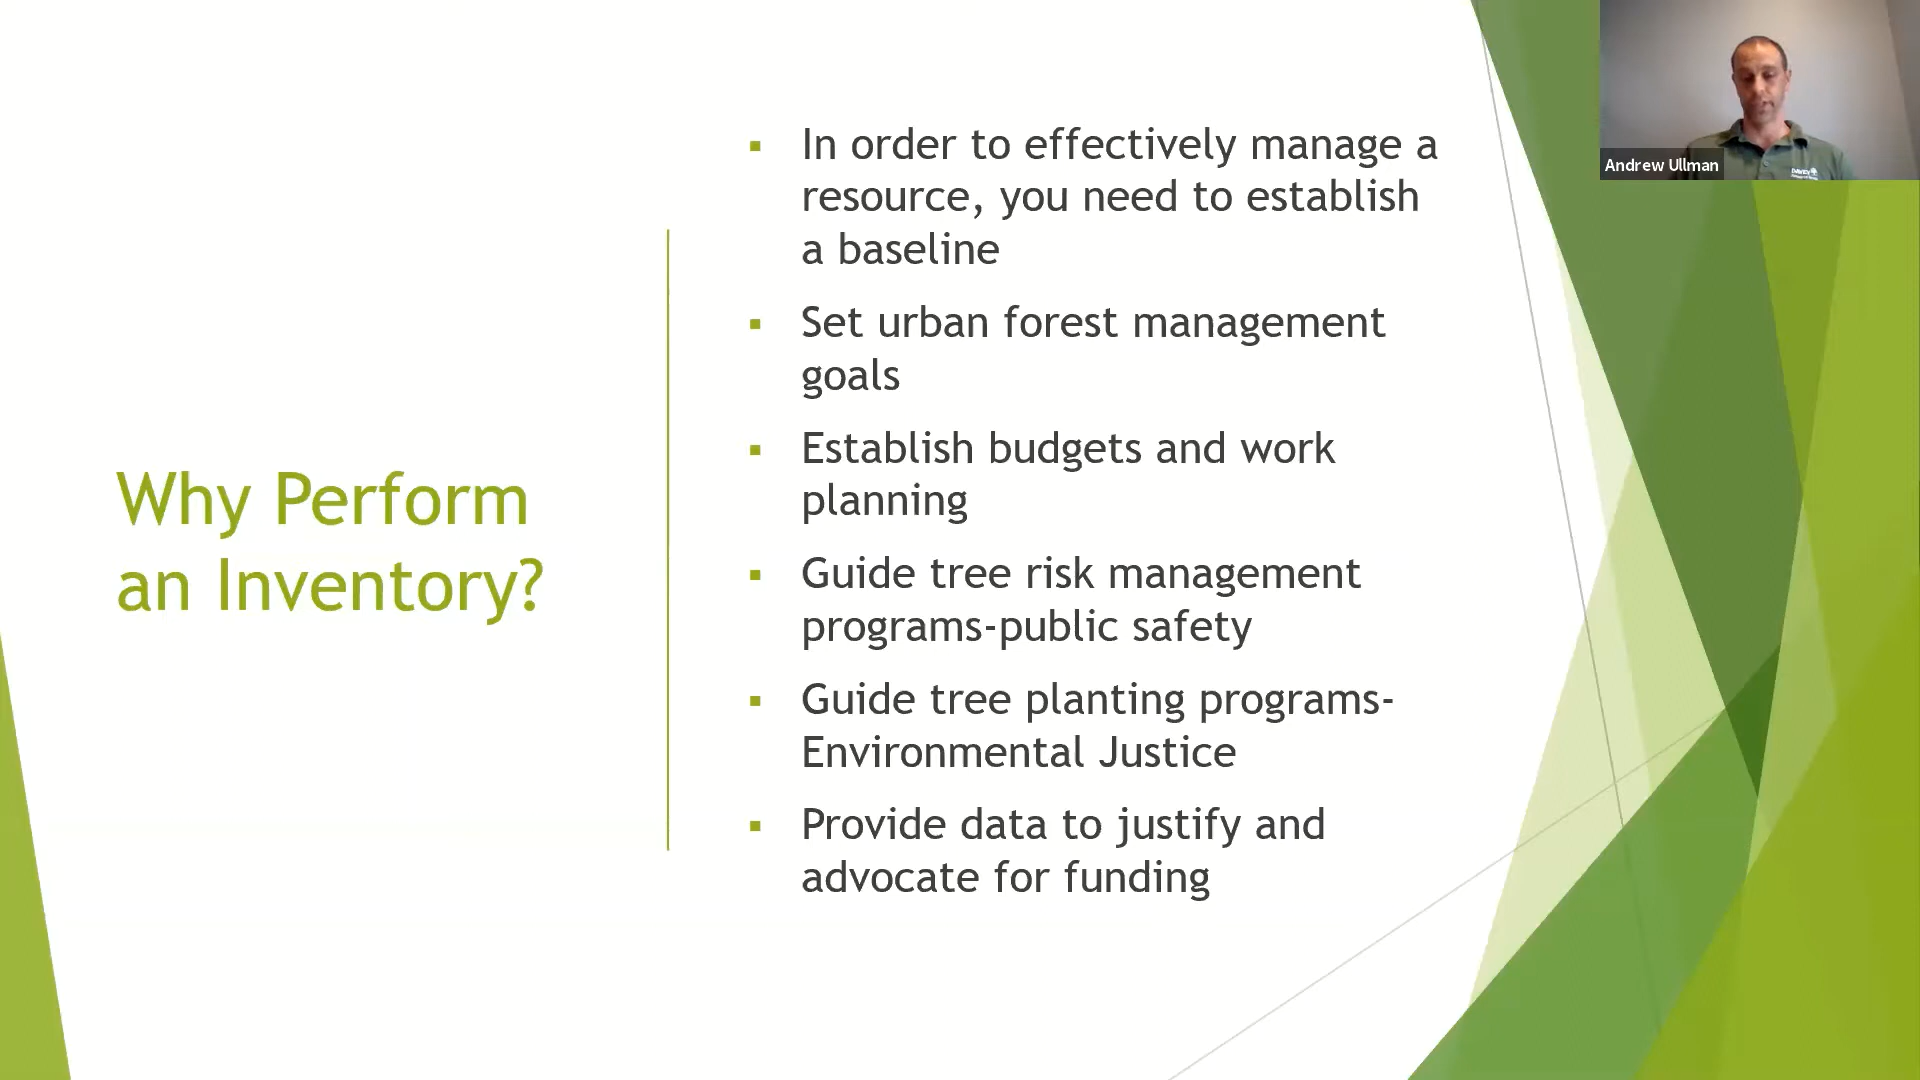 Why Perform
an Inventory?
▪ In order to effectively manage a
resource, you need to establish
a baseline
▪ Set urban forest management
goals
▪ Establish budgets and work
planning
▪ Guide tree risk management
programs-public safety
▪ Guide tree planting programs-
Environmental Justice
▪ Provide data to justify and
advocate for funding
Andrew Ullman
DAVEY